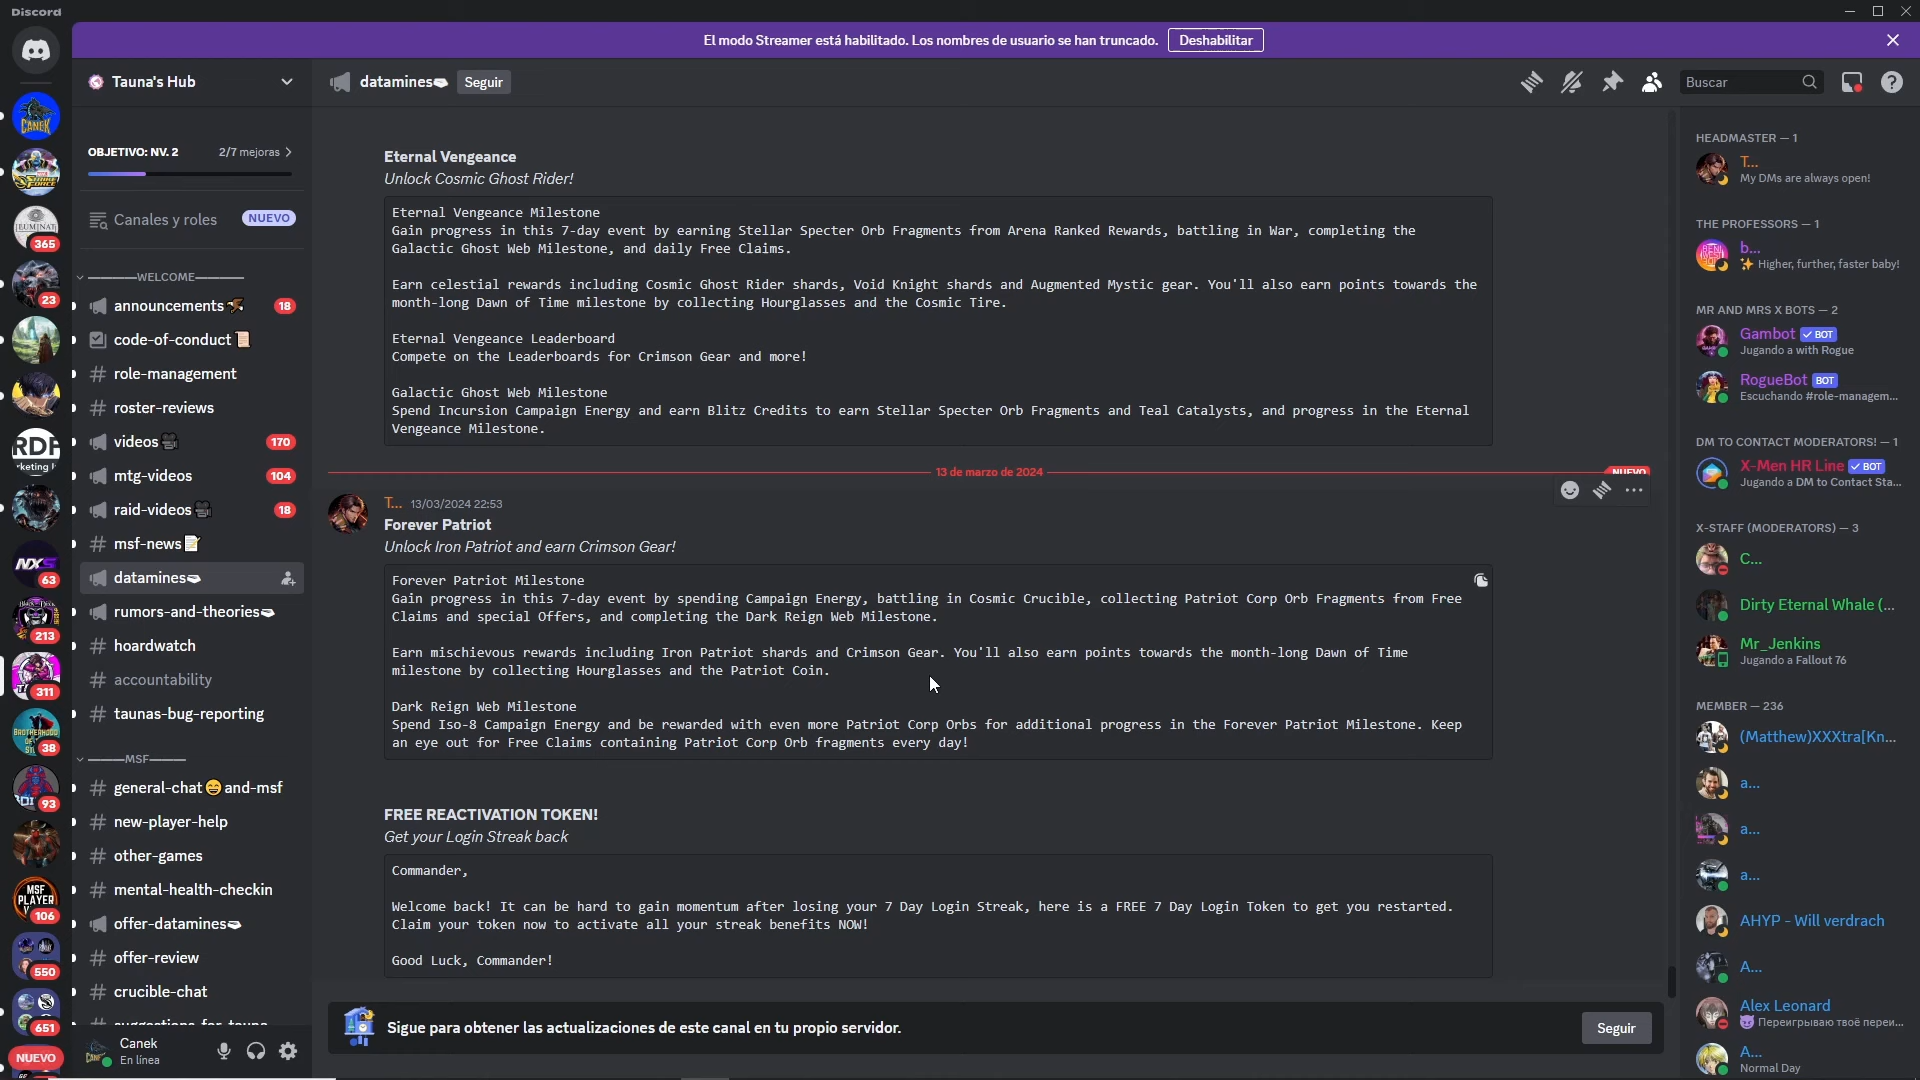 Discord
El modo Streamer está habilitado. Los nombres de usuario se han truncado.
Deshabilitar
Tauna's Hub
datamines
Seguir
Buscar
OBJETIVO: NV. 2
2/7 mejoras
Canales y roles
NUEVO
WELCOME
announcements
18
code-of-conduct
role-management
roster-reviews
videos
170
mtg-videos
104
raid-videos
18
msf-news
datamines
rumors-and-theories
hoardwatch
accountability
taunas-bug-reporting
MSF
general-chat and-msf
new-player-help
other-games
mental-health-checkin
offer-datamines
offer-review
crucible-chat
Canek
En línea
CANEK
STRIKE FORCE
365
23
RDF
rketing
NXS
63
213
311
38
93
MSF
PLAYER
106
550
651
NUEVO
Eternal Vengeance
Unlock Cosmic Ghost Rider!
Eternal Vengeance Milestone
Gain progress in this 7-day event by earning Stellar Specter Orb Fragments from Arena Ranked Rewards, battling in War, completing the
Galactic Ghost Web Milestone, and daily Free Claims.
Earn celestial rewards including Cosmic Ghost Rider shards, Void Knight shards and Augmented Mystic gear. You'll also earn points towards the
month-long Dawn of Time milestone by collecting Hourglasses and the Cosmic Tire.
Eternal Vengeance Leaderboard
Compete on the Leaderboards for Crimson Gear and more!
Galactic Ghost Web Milestone
Spend Incursion Campaign Energy and earn Blitz Credits to earn Stellar Specter Orb Fragments and Teal Catalysts, and progress in the Eternal
Vengeance Milestone.
13 de marzo de 2024
NUEVO
T... 13/03/2024 22:53
Forever Patriot
Unlock Iron Patriot and earn Crimson Gear!
Forever Patriot Milestone
Gain progress in this 7-day event by spending Campaign Energy, battling in Cosmic Crucible, collecting Patriot Corp Orb Fragments from Free
Claims and special Offers, and completing the Dark Reign Web Milestone.
Earn mischievous rewards including Iron Patriot shards and Crimson Gear. You'll also earn points towards the month-long Dawn of Time
milestone by collecting Hourglasses and the Patriot Coin.
Dark Reign Web Milestone
Spend Iso-8 Campaign Energy and be rewarded with even more Patriot Corp Orbs for additional progress in the Forever Patriot Milestone. Keep
an eye out for Free Claims containing Patriot Corp Orb fragments every day!
FREE REACTIVATION TOKEN!
Get your Login Streak back
Commander,
Welcome back! It can be hard to gain momentum after losing your 7 Day Login Streak, here is a FREE 7 Day Login Token to get you restarted.
Claim your token now to activate all your streak benefits NOW!
Good Luck, Commander!
Sigue para obtener las actualizaciones de este canal en tu propio servidor.
Seguir
HEADMASTER — 1
T...
My DMs are always open!
THE PROFESSORS — 1
b...
Higher, further, faster baby!
MR AND MRS X BOTS — 2
Gambot BOT
Jugando a with Rogue
RogueBot BOT
Escuchando #role-managem...
DM TO CONTACT MODERATORS! — 1
X-Men HR Line BOT
Jugando a DM to Contact Sta...
X-STAFF (MODERATORS) — 3
C...
Dirty Eternal Whale (...
Mr_Jenkins
Jugando a Fallout 76
MEMBER — 236
(Matthew)XXXtra[Kn...
a...
a...
a...
AHYP - Will verdrach
A...
Alex Leonard
Переигрываю твоё переи...
A...
Normal Day